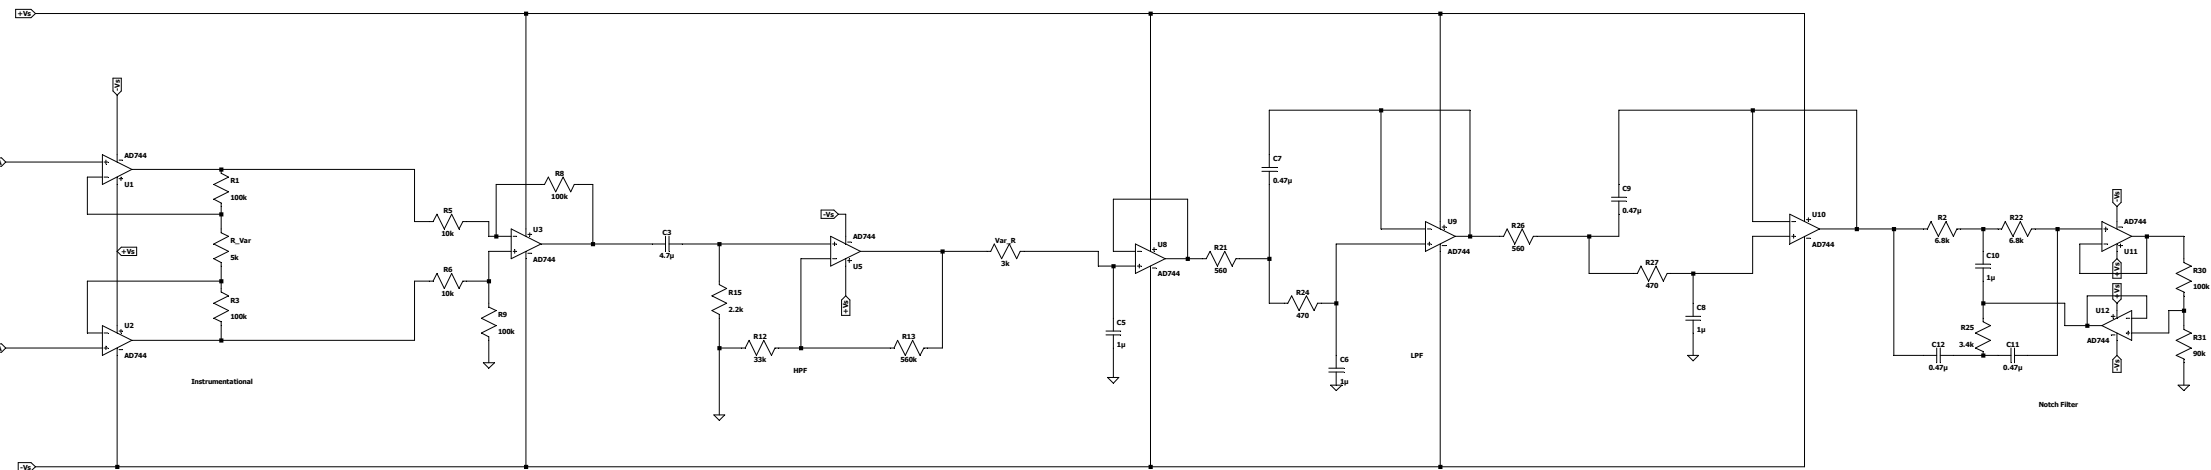 +Vs
-Vs
AD744
U1
R1
100k
+Vs
R_Var
5k
R3
100k
U2
AD744
Instrumentational
R5
10k
R6
10k
R8
100k
U3
AD744
R9
100k
C3
4.7µ
R15
2.2k
-Vs
AD744
U5
+Vs
R12
33k
R13
560k
HPF
Var_R
3k
C5
1µ
U8
AD744
R21
560
C7
0.47µ
R24
470
C6
1µ
U9
AD744
LPF
R26
560
C9
0.47µ
R27
470
C8
1µ
U10
AD744
R2
6.8k
R22
6.8k
C10
1µ
R25
3.4k
C12
0.47µ
C11
0.47µ
-Vs
AD744
U11
+Vs
+Vs
U12
AD744
-Vs
R30
100k
R31
90k
Notch Filter
-Vs